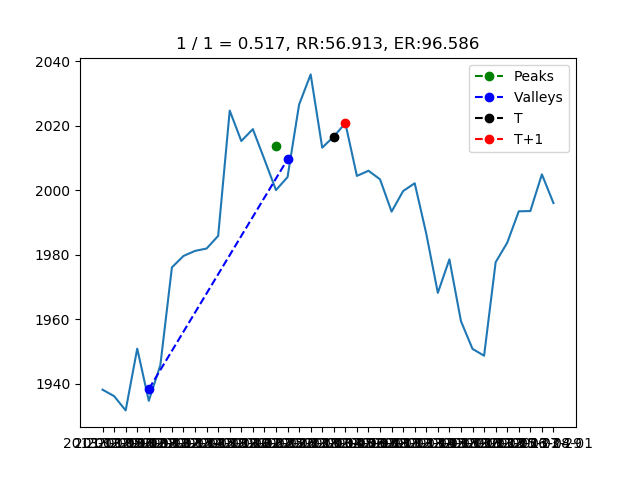 1 / 1 = 0.517, RR:56.913, ER:96.586
2040
2020
2000
1980
1960
1940
Peaks
Valleys
T
T+1